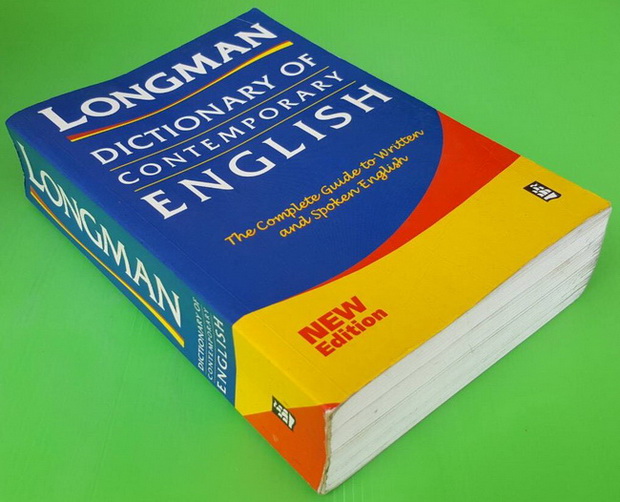 LONGMAN
DICTIONARY OF
CONTEMPORARY
ENGLISH
The Complete Guide to Written
and Spoken English
NEW
Edition
LONGMAN
DICTIONARY OF
CONTEMPORARY
ENGLISH